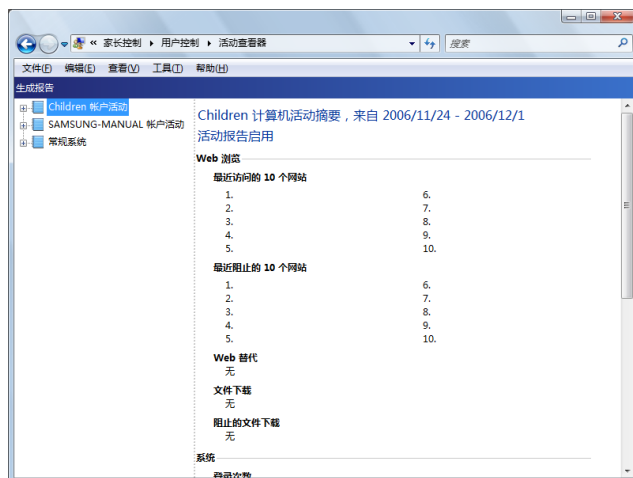 « 家长控制 ▸ 用户控制 ▸ 活动查看器 搜索
文件(F) 编辑(E) 查看(V) 工具(T) 帮助(H)
生成报告
Children 帐户活动
SAMSUNG-MANUAL 帐户活动
常规系统
Children 计算机活动摘要，来自 2006/11/24 - 2006/12/1
活动报告启用
Web 浏览
最近访问的 10 个网站
1. 6.
2. 7.
3. 8.
4. 9.
5. 10.
最近阻止的 10 个网站
1. 6.
2. 7.
3. 8.
4. 9.
5. 10.
Web 替代
无
文件下载
无
阻止的文件下载
无
系统
登录次数